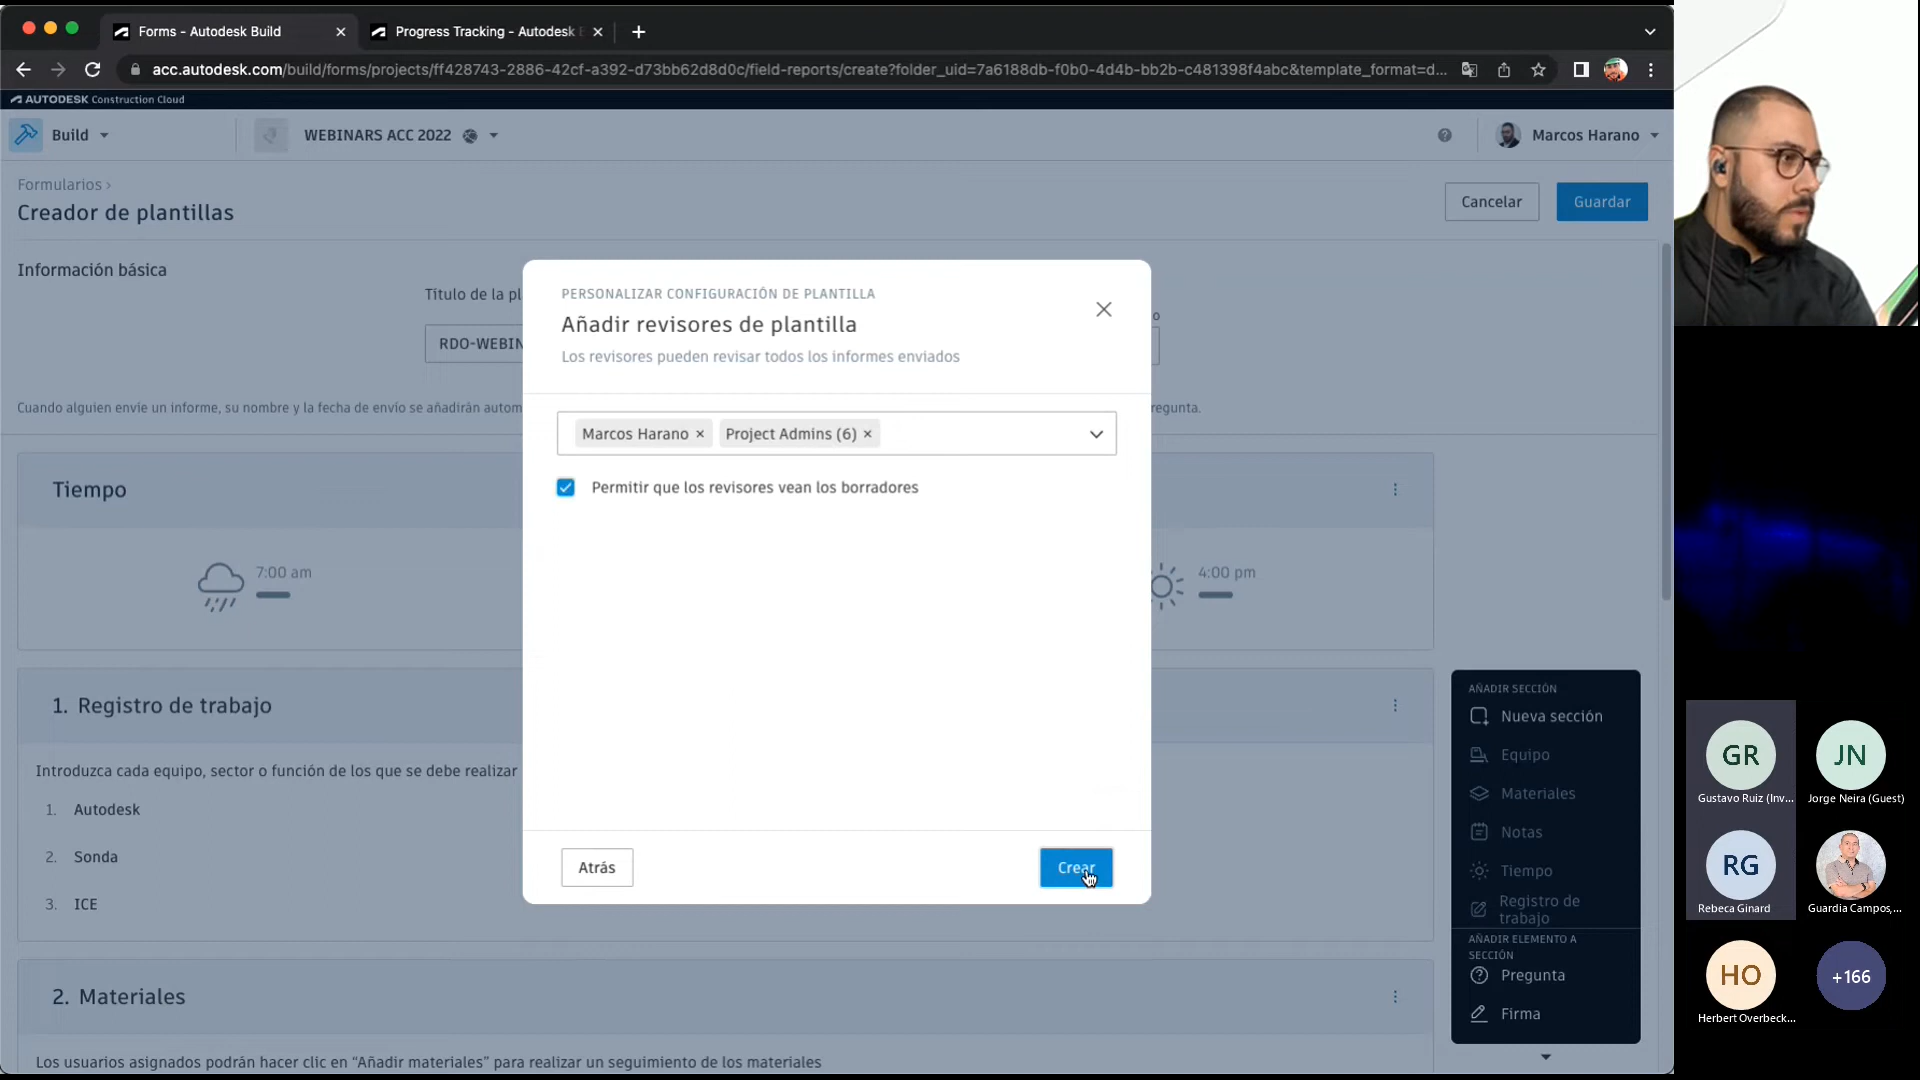 Forms - Autodesk Build
Progress Tracking - Autodesk
acc.autodesk.com/build/forms/projects/ff428743-2886-42cf-a392-d73bb62d8d0c/field-reports/create?folder_uid=7a6188db-f0b0-4d4b-bb2b-c481398f4abc&template_format=d...
AUTODESK Construction Cloud
Build
WEBINARS ACC 2022
Marcos Harano
Formularios ›
Creador de plantillas
Cancelar
Guardar
Información básica
Título de la pl
o
RDO-WEBIN
Cuando alguien envíe un informe, su nombre y la fecha de envío se añadirán autom
regunta.
PERSONALIZAR CONFIGURACIÓN DE PLANTILLA
Añadir revisores de plantilla
Los revisores pueden revisar todos los informes enviados
Marcos Harano ×
Project Admins (6) ×
Permitir que los revisores vean los borradores
Atrás
Crear
Tiempo
7:00 am
4:00 pm
1. Registro de trabajo
Introduzca cada equipo, sector o función de los que se debe realizar
1. Autodesk
2. Sonda
3. ICE
2. Materiales
Los usuarios asignados podrán hacer clic en “Añadir materiales” para realizar un seguimiento de los materiales
AÑADIR SECCIÓN
Nueva sección
Equipo
Materiales
Notas
Tiempo
Registro de
trabajo
AÑADIR ELEMENTO A
SECCIÓN
Pregunta
Firma
GR
Gustavo Ruiz (Inv...
JN
Jorge Neira (Guest)
RG
Rebeca Ginard
Guardia Campos,...
HO
Herbert Overbeck...
+166